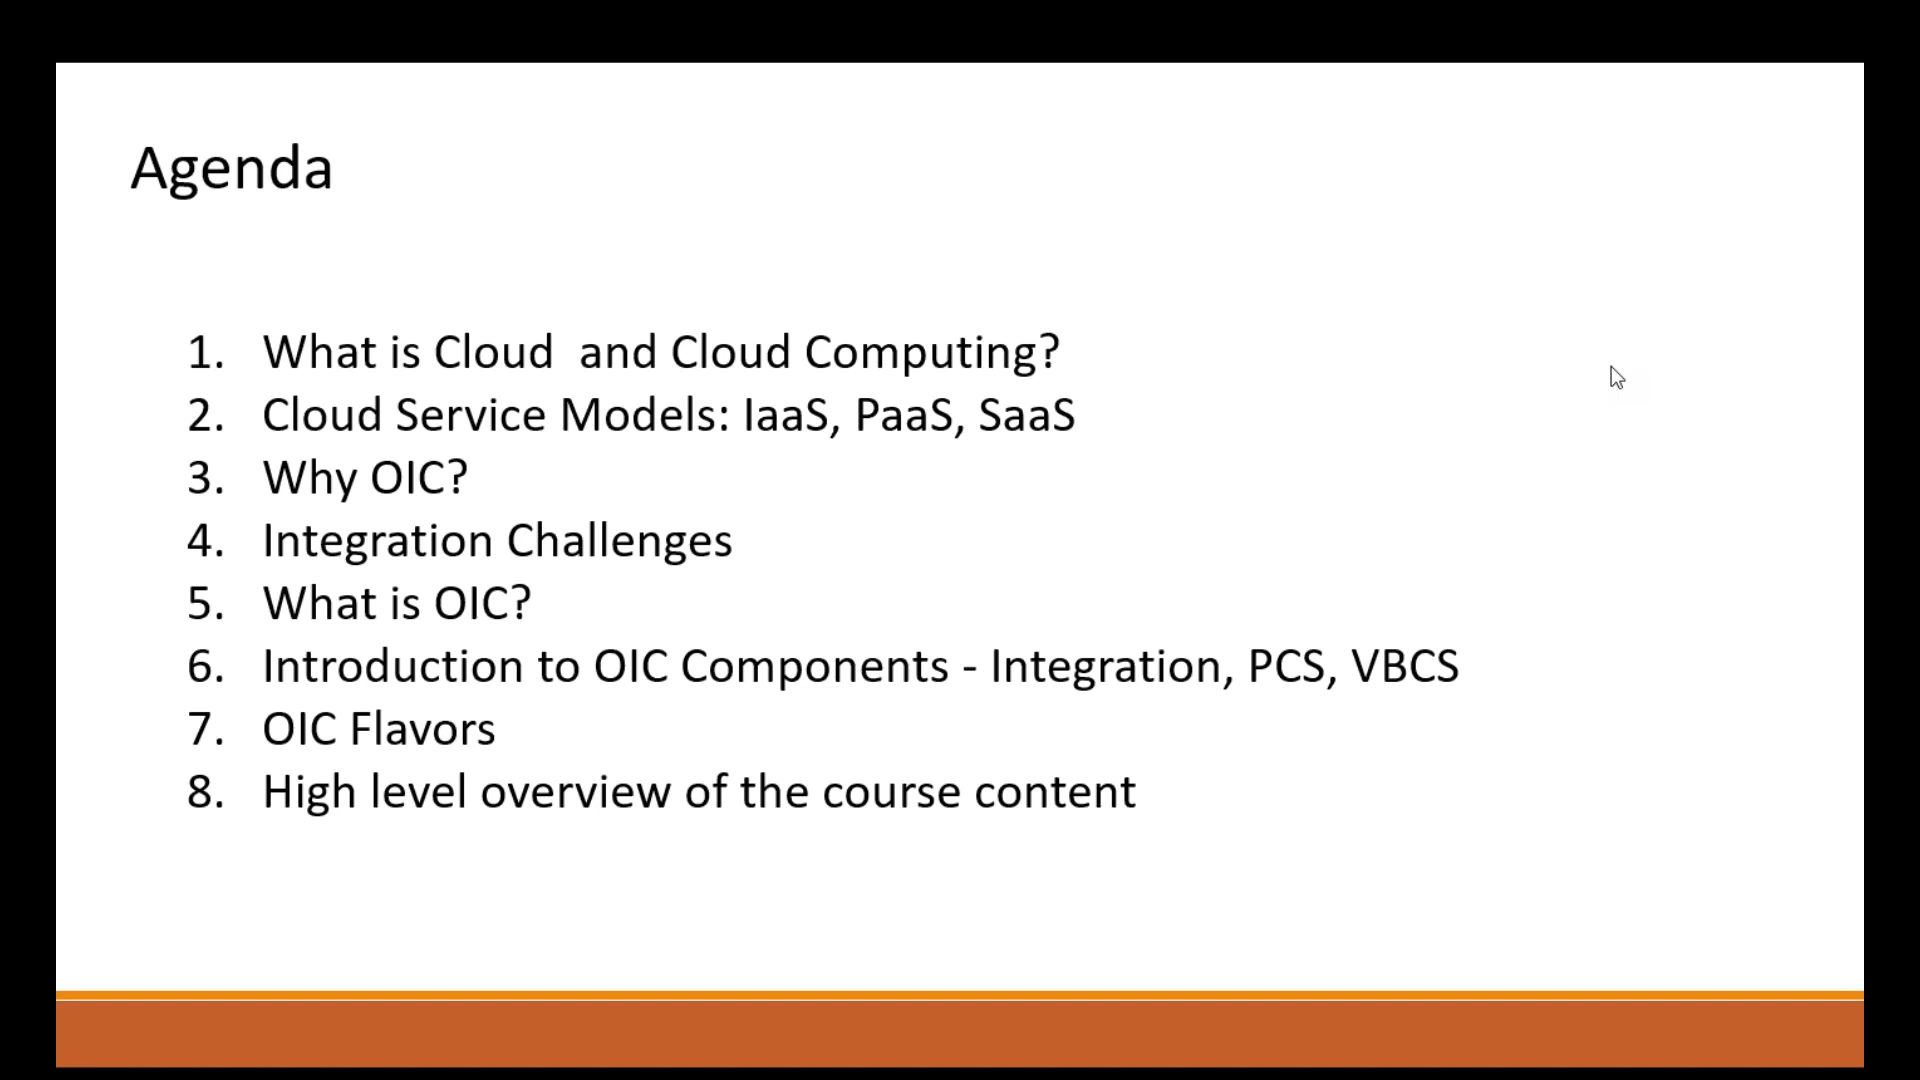 Agenda
1. What is Cloud  and Cloud Computing?
2. Cloud Service Models: IaaS, PaaS, SaaS
3. Why OIC?
4. Integration Challenges
5. What is OIC?
6. Introduction to OIC Components - Integration, PCS, VBCS
7. OIC Flavors
8. High level overview of the course content